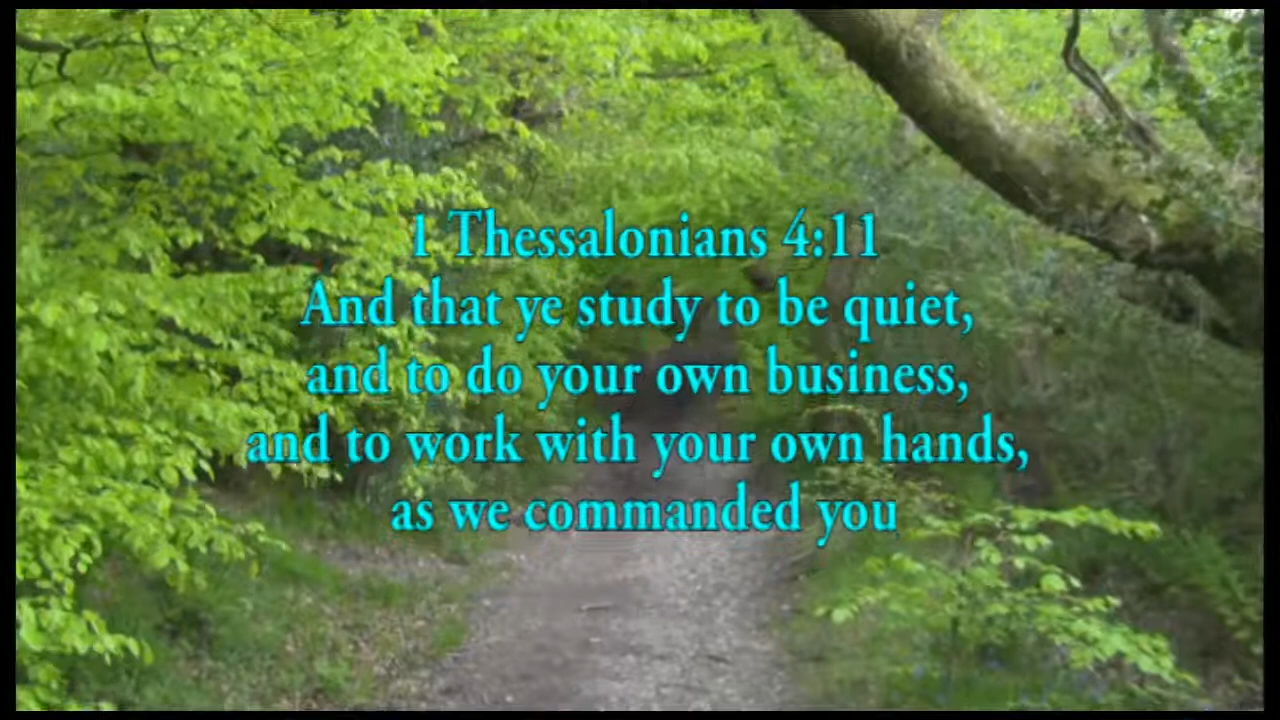 1 Thessalonians 4:11
And that ye study to be quiet,
and to do your own business,
and to work with your own hands,
as we commanded you